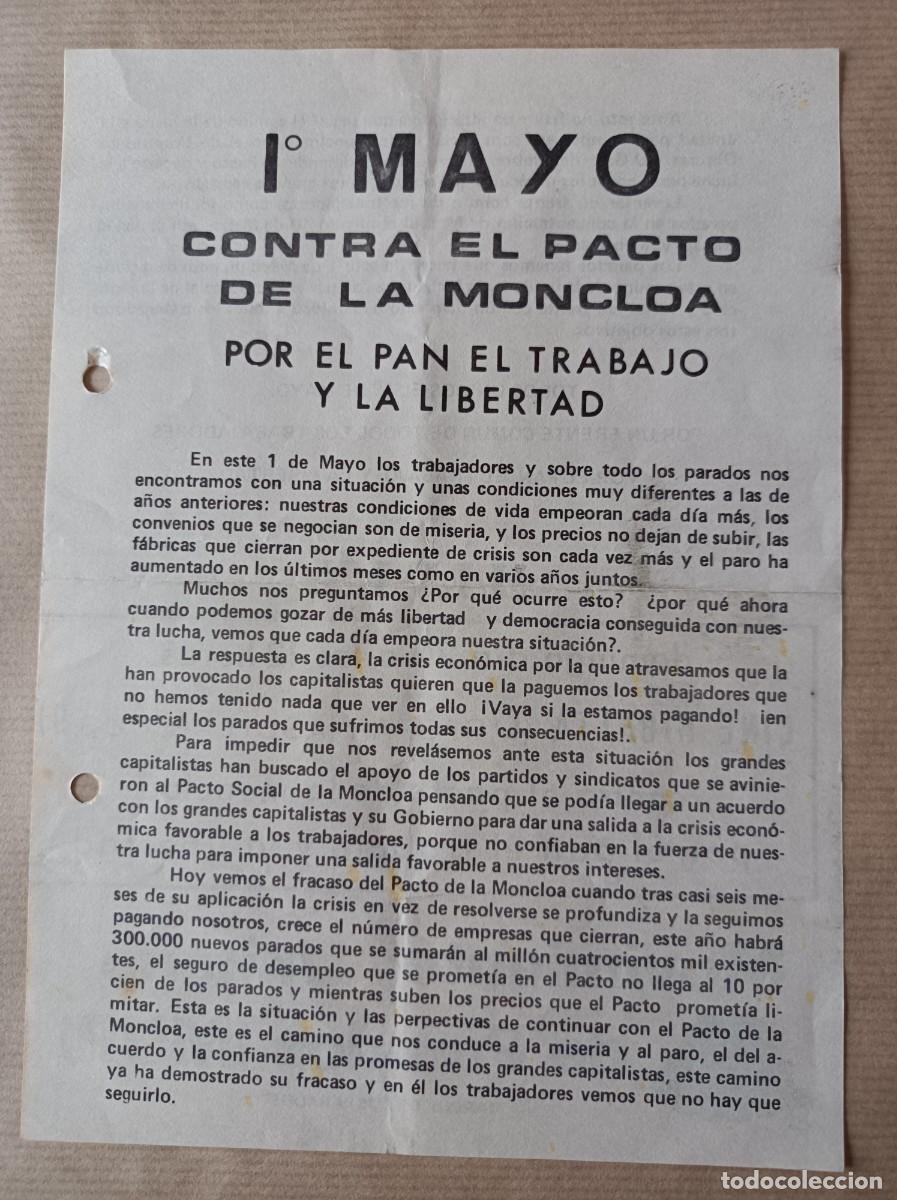 1º MAYO
CONTRA EL PACTO
DE LA MONCLOA
POR EL PAN EL TRABAJO
Y LA LIBERTAD
En este 1 de Mayo los trabajadores y sobre todo los parados nos
encontramos con una situación y unas condiciones muy diferentes a las de
años anteriores: nuestras condiciones de vida empeoran cada día más, los
convenios que se negocian son de miseria, y los precios no dejan de subir, las
fábricas que cierran por expediente de crisis son cada vez más y el paro ha
aumentado en los últimos meses como en varios años juntos.
Muchos nos preguntamos ¿Por qué ocurre esto? ¿por qué ahora
cuando podemos gozar de más libertad y democracia conseguida con nues-
tra lucha, vemos que cada día empeora nuestra situación?.
La respuesta es clara, la crisis económica por la que atravesamos que la
han provocado los capitalistas quieren que la paguemos los trabajadores que
no hemos tenido nada que ver en ello ¡Vaya si la estamos pagando! ¡en
especial los parados que sufrimos todas sus consecuencias!.
Para impedir que nos revelásemos ante esta situación los grandes
capitalistas han buscado el apoyo de los partidos y sindicatos que se avinie-
ron al Pacto Social de la Moncloa pensando que se podía llegar a un acuerdo
con los grandes capitalistas y su Gobierno para dar una salida a la crisis econó-
mica favorable a los trabajadores, porque no confiaban en la fuerza de nues-
tra lucha para imponer una salida favorable a nuestros intereses.
Hoy vemos el fracaso del Pacto de la Moncloa cuando tras casi seis me-
ses de su aplicación la crisis en vez de resolverse se profundiza y la seguimos
pagando nosotros, crece el número de empresas que cierran, este año habrá
300.000 nuevos parados que se sumarán al millón cuatrocientos mil existen-
tes, el seguro de desempleo que se prometía en el Pacto no llega al 10 por
cien de los parados y mientras suben los precios que el Pacto prometía li-
mitar. Esta es la situación y las perpectivas de continuar con el Pacto de la
Moncloa, este es el camino que nos conduce a la miseria y al paro, el del a-
cuerdo y la confianza en las promesas de los grandes capitalistas, este camino
ya ha demostrado su fracaso y en él los trabajadores vemos que no hay que
seguirlo.
todocoleccion